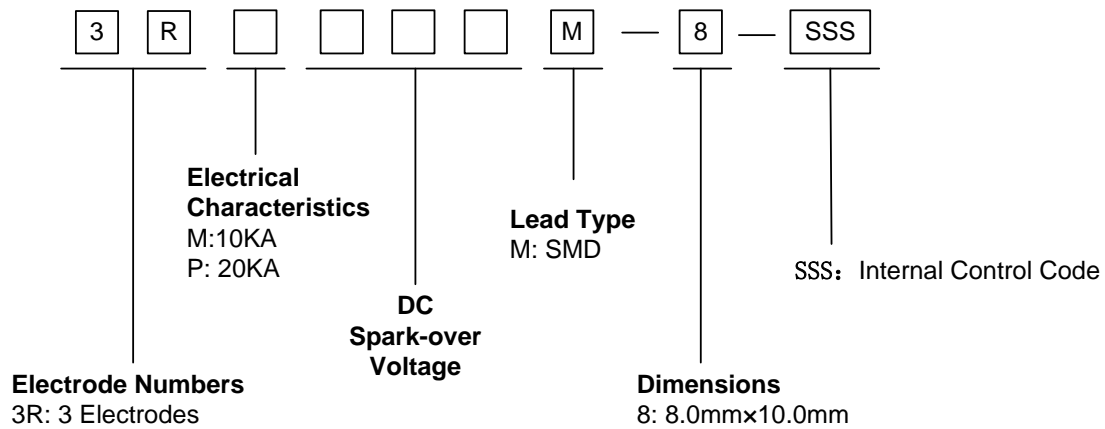 3 R M — 8 — SSS
Electrical
Characteristics
M:10KA
P: 20KA
Lead Type
M: SMD
SSS： Internal Control Code
DC
Spark-over
Voltage
Electrode Numbers
3R: 3 Electrodes
Dimensions
8: 8.0mm×10.0mm